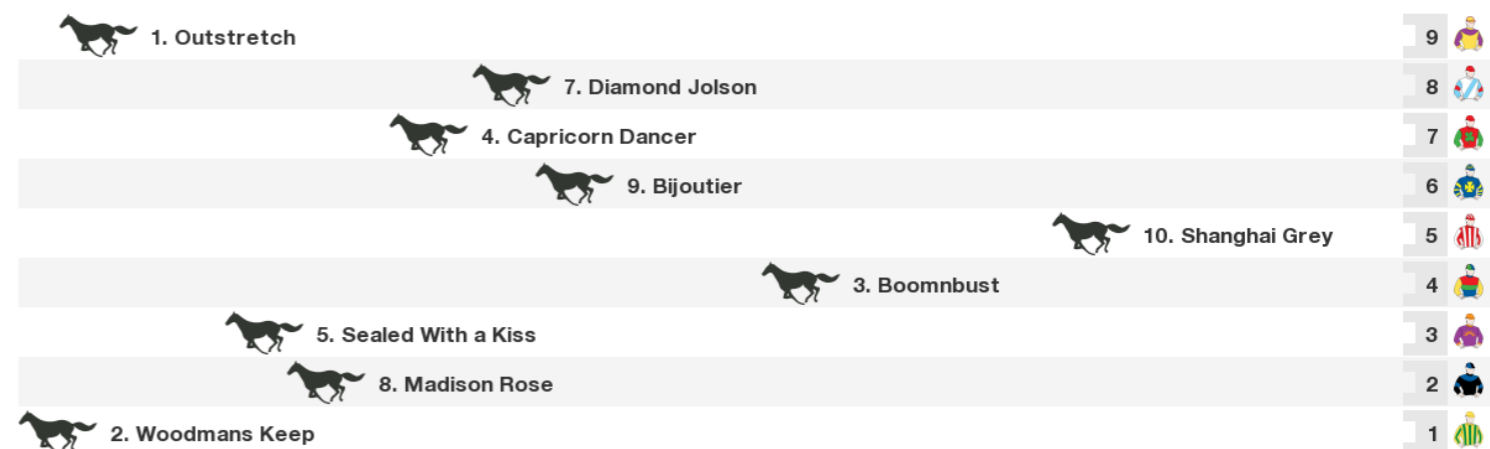 1. Outstretch 9
7. Diamond Jolson 8
4. Capricorn Dancer 7
9. Bijoutier 6
10. Shanghai Grey 5
3. Boomnbust 4
5. Sealed With a Kiss 3
8. Madison Rose 2
2. Woodmans Keep 1